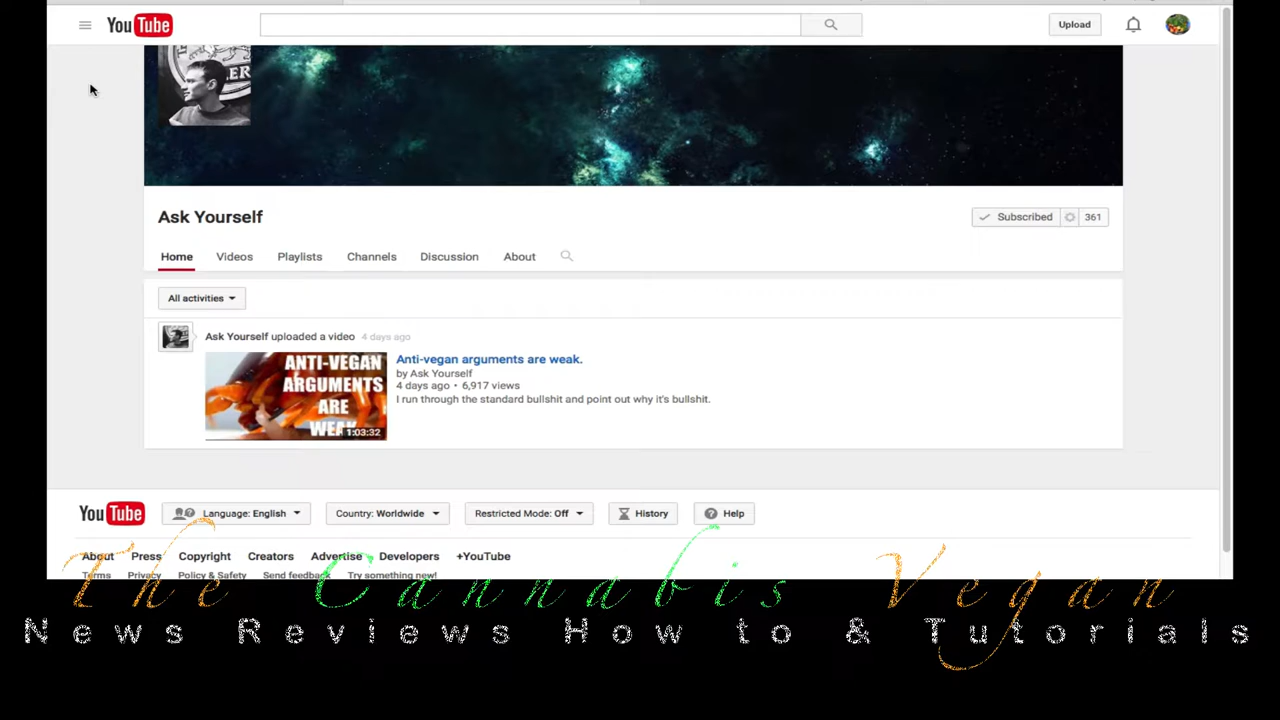 YouTube
Upload
Ask Yourself
Subscribed 361
Home Videos Playlists Channels Discussion About
All activities
Ask Yourself uploaded a video 4 days ago
ANTI-VEGAN
ARGUMENTS
ARE
WEAK
1:03:32
Anti-vegan arguments are weak.
by Ask Yourself
4 days ago • 6,917 views
I run through the standard bullshit and point out why it's bullshit.
YouTube Language: English Country: Worldwide Restricted Mode: Off History Help
About Press Copyright Creators Advertise Developers +YouTube
Terms Privacy Policy & Safety Send feedback Try something new!
The Cannabis Vegan
News Reviews How to & Tutorials